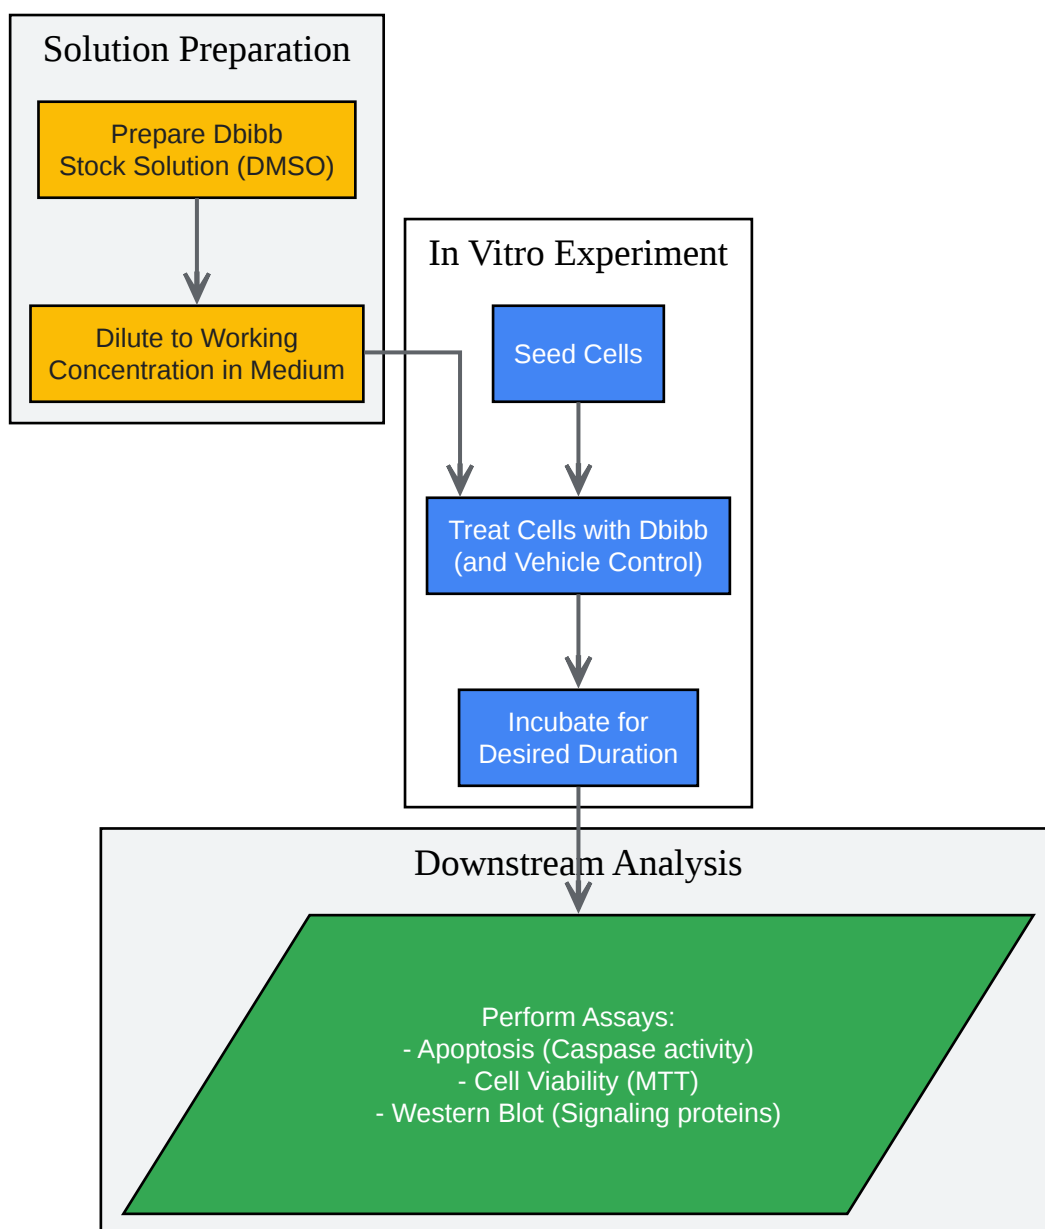 Solution Preparation
Prepare Dbibb
Stock Solution (DMSO)
Dilute to Working
Concentration in Medium
In Vitro Experiment
Seed Cells
Treat Cells with Dbibb
(and Vehicle Control)
Incubate for
Desired Duration
Downstream Analysis
Perform Assays:
- Apoptosis (Caspase activity)
- Cell Viability (MTT)
- Western Blot (Signaling proteins)